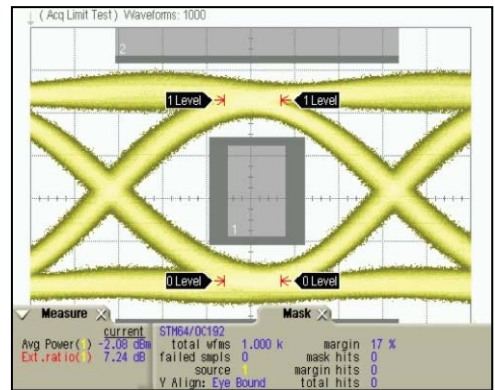 ( Acq Limit Test ) Waveforms: 1000
2
1 Level 1 Level
1
0 Level 0 Level
Measure Mask
current
Avg Power(1) -2.08 dBm
Ext.ratio(1) 7.24 dB
STM64/OC192
total wfms 1.000 k margin 17 %
failed smpls 0 mask hits 0
source 1 margin hits 0
Y Align: Eye Bound total hits 0